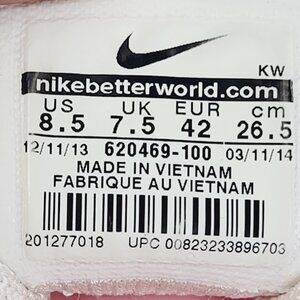 KW
nikebetterworld.com
US UK EUR cm
8.5 7.5 42 26.5
12/11/13 620469-100 03/11/14
MADE IN VIETNAM
FABRIQUE AU VIETNAM
201277018 UPC 00823233896703